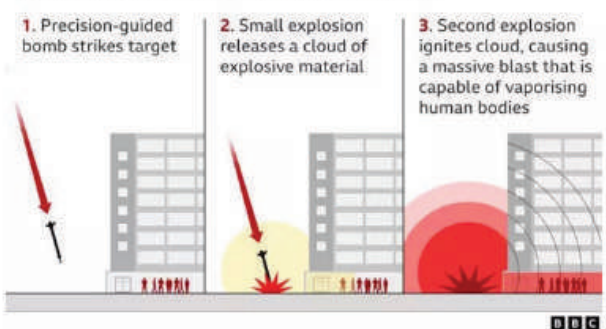 1. Precision-guided
bomb strikes target
2. Small explosion
releases a cloud of
explosive material
3. Second explosion
ignites cloud, causing
a massive blast that is
capable of vaporising
human bodies
BBC